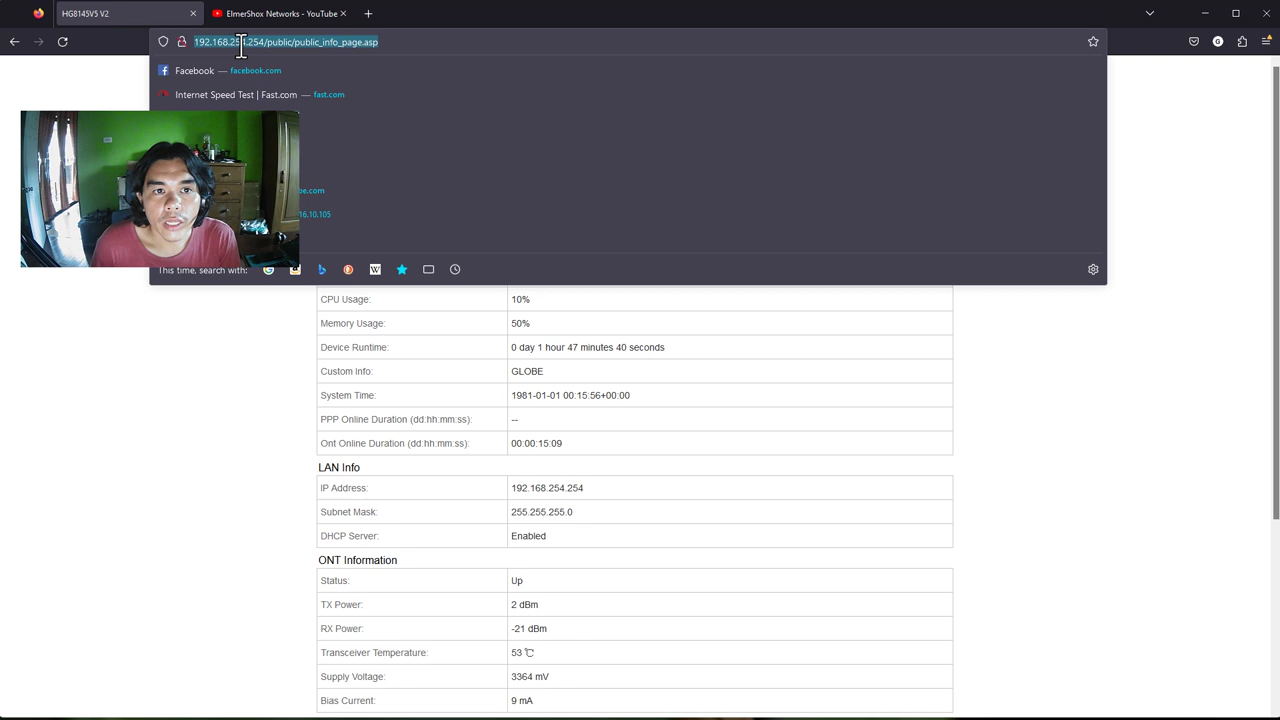 HG8145V5 V2
ElmerShox Networks - YouTube
192.168.254.254/public/public_info_page.asp
Facebook — facebook.com
Internet Speed Test | Fast.com — fast.com
be.com
16.10.105
This time, search with:
CPU Usage: 10%
Memory Usage: 50%
Device Runtime: 0 day 1 hour 47 minutes 40 seconds
Custom Info: GLOBE
System Time: 1981-01-01 00:15:56+00:00
PPP Online Duration (dd:hh:mm:ss): --
Ont Online Duration (dd:hh:mm:ss): 00:00:15:09
LAN Info
IP Address: 192.168.254.254
Subnet Mask: 255.255.255.0
DHCP Server: Enabled
ONT Information
Status: Up
TX Power: 2 dBm
RX Power: -21 dBm
Transceiver Temperature: 53 ℃
Supply Voltage: 3364 mV
Bias Current: 9 mA